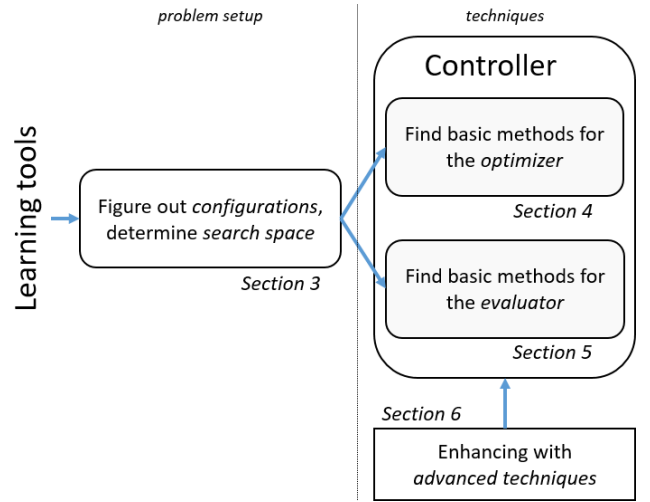 problem setup
techniques
Learning tools
Figure out configurations,
determine search space
Section 3
Controller
Find basic methods for
the optimizer
Section 4
Find basic methods for
the evaluator
Section 5
Section 6
Enhancing with
advanced techniques